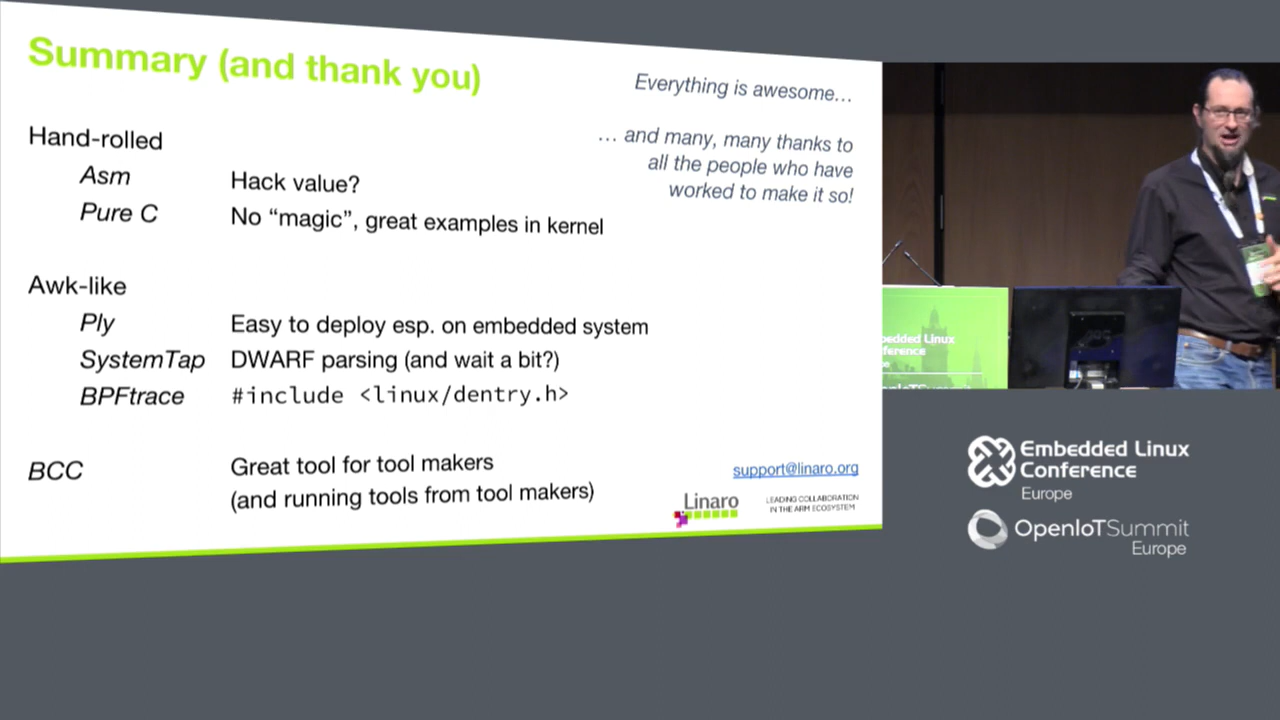 Summary (and thank you)
Everything is awesome…
… and many, many thanks to
all the people who have
worked to make it so!
Hand-rolled
Asm Hack value?
Pure C No “magic”, great examples in kernel
Awk-like
Ply Easy to deploy esp. on embedded system
SystemTap DWARF parsing (and wait a bit?)
BPFtrace #include <linux/dentry.h>
BCC Great tool for tool makers
(and running tools from tool makers)
support@linaro.org
Linaro
LEADING COLLABORATION
IN THE ARM ECOSYSTEM
bedded Linux
ference
Embedded Linux
Conference
Europe
OpenIoTSummit
Europe